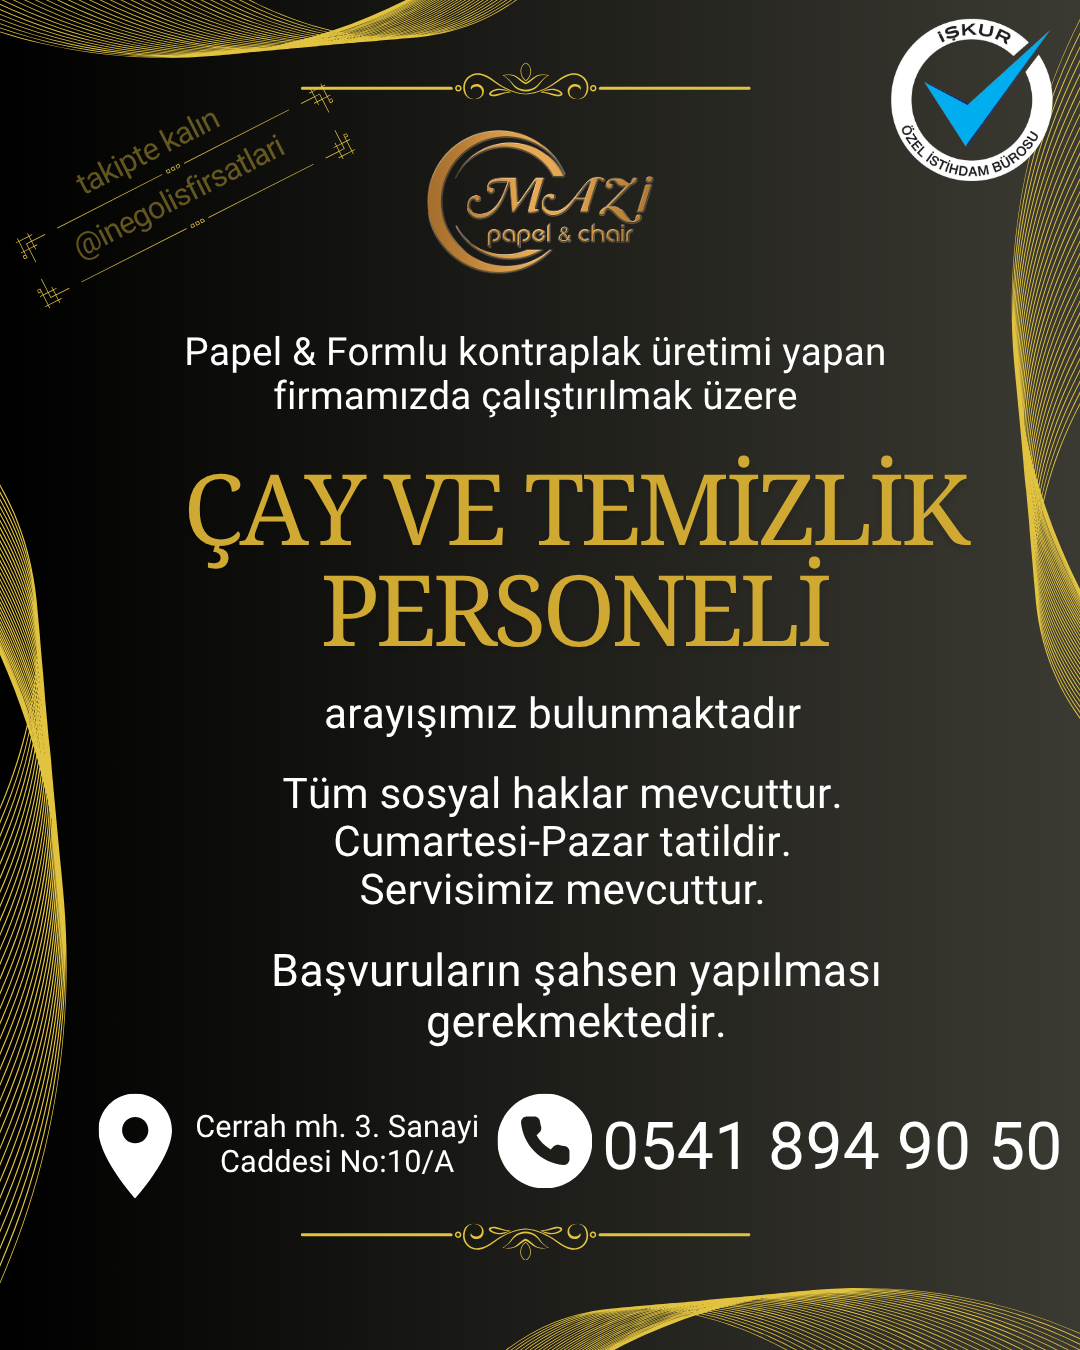 İŞKUR
ÖZEL İSTİHDAM BÜROSU
takipte kalın
@inegolisfirsatlari
MAZİ
papel & chair
Papel & Formlu kontraplak üretimi yapan
firmamızda çalıştırılmak üzere
ÇAY VE TEMİZLİK
PERSONELİ
arayışımız bulunmaktadır
Tüm sosyal haklar mevcuttur.
Cumartesi-Pazar tatildir.
Servisimiz mevcuttur.
Başvuruların şahsen yapılması
gerekmektedir.
Cerrah mh. 3. Sanayi
Caddesi No:10/A
0541 894 90 50